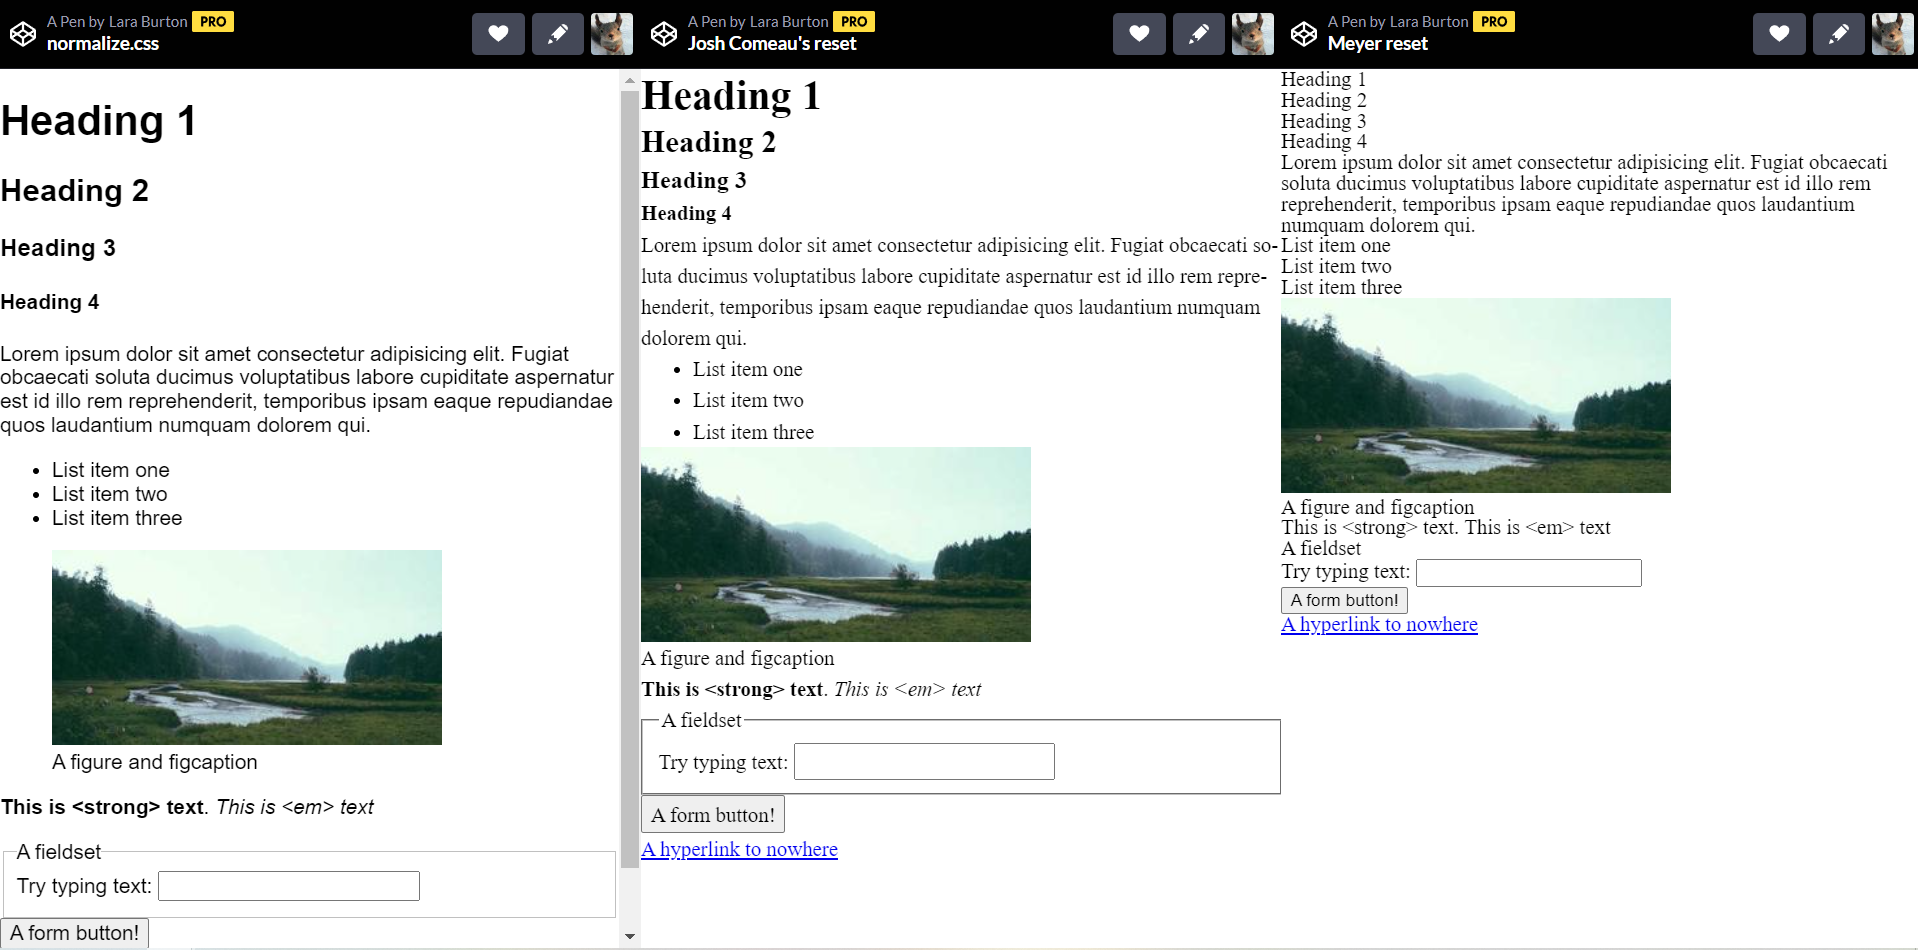 A Pen by Lara Burton PRO
normalize.css
Heading 1
Heading 2
Heading 3
Heading 4
Lorem ipsum dolor sit amet consectetur adipisicing elit. Fugiat
obcaecati soluta ducimus voluptatibus labore cupiditate aspernatur
est id illo rem reprehenderit, temporibus ipsam eaque repudiandae
quos laudantium numquam dolorem qui.
• List item one
• List item two
• List item three
A figure and figcaption
This is <strong> text. This is <em> text
A fieldset
Try typing text:
A form button!
A Pen by Lara Burton PRO
Josh Comeau's reset
Heading 1
Heading 2
Heading 3
Heading 4
Lorem ipsum dolor sit amet consectetur adipisicing elit. Fugiat obcaecati so-
luta ducimus voluptatibus labore cupiditate aspernatur est id illo rem repre-
henderit, temporibus ipsam eaque repudiandae quos laudantium numquam
dolorem qui.
• List item one
• List item two
• List item three
A figure and figcaption
This is <strong> text. This is <em> text
A fieldset
Try typing text:
A form button!
A hyperlink to nowhere
A Pen by Lara Burton PRO
Meyer reset
Heading 1
Heading 2
Heading 3
Heading 4
Lorem ipsum dolor sit amet consectetur adipisicing elit. Fugiat obcaecati
soluta ducimus voluptatibus labore cupiditate aspernatur est id illo rem
reprehenderit, temporibus ipsam eaque repudiandae quos laudantium
numquam dolorem qui.
List item one
List item two
List item three
A figure and figcaption
This is <strong> text. This is <em> text
A fieldset
Try typing text:
A form button!
A hyperlink to nowhere